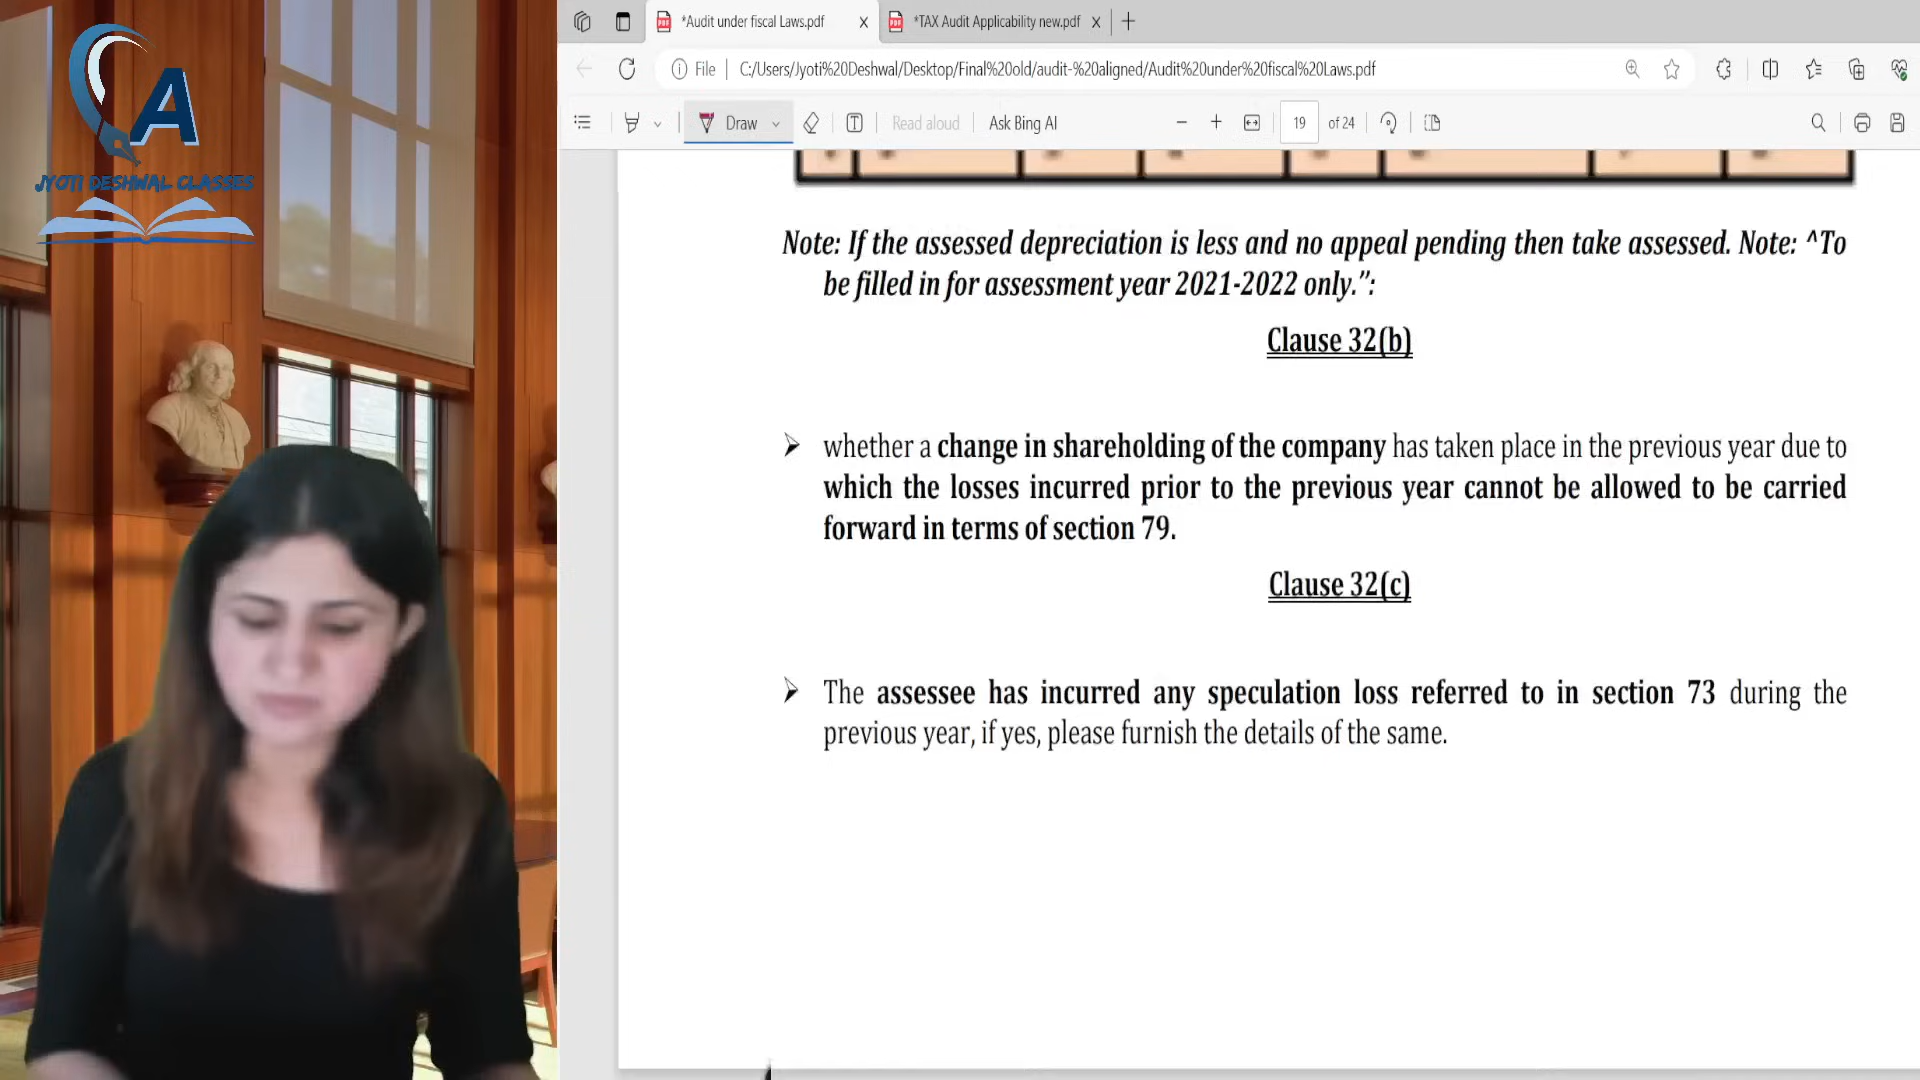 A
JYOTI DESHWAL CLASSES
*Audit under fiscal Laws.pdf
*TAX Audit Applicability new.pdf
File
C:/Users/Jyoti%20Deshwal/Desktop/Final%20old/audit-%20aligned/Audit%20under%20fiscal%20Laws.pdf
Draw
Read aloud
Ask Bing AI
19
of 24
Note: If the assessed depreciation is less and no appeal pending then take assessed. Note: ^To
be filled in for assessment year 2021-2022 only.”:
Clause 32(b)
➢ whether a change in shareholding of the company has taken place in the previous year due to
which the losses incurred prior to the previous year cannot be allowed to be carried
forward in terms of section 79.
Clause 32(c)
➢ The assessee has incurred any speculation loss referred to in section 73 during the
previous year, if yes, please furnish the details of the same.